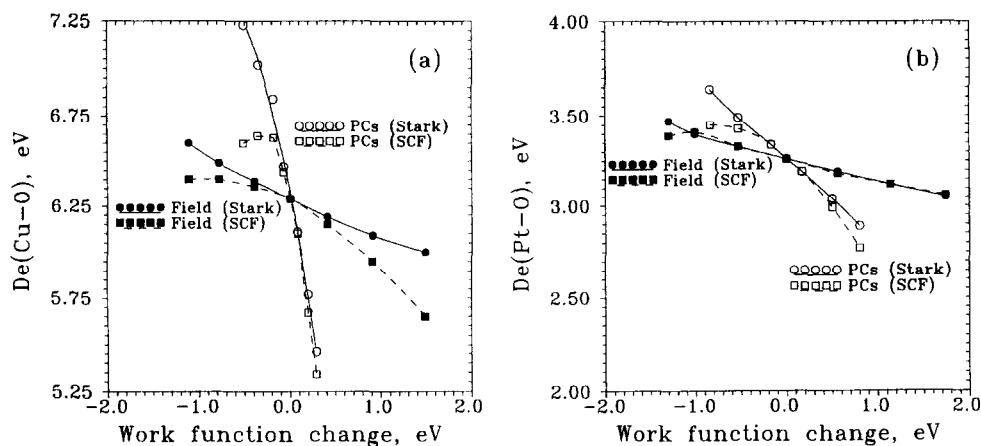 (a)
De(Cu−O), eV
7.25
6.75
6.25
5.75
5.25
PCs (Stark)
PCs (SCF)
Field (Stark)
Field (SCF)
-2.0
-1.0
0.0
1.0
2.0
Work function change, eV
(b)
De(Pt−O), eV
4.00
3.50
3.00
2.50
2.00
Field (Stark)
Field (SCF)
PCs (Stark)
PCs (SCF)
-2.0
-1.0
0.0
1.0
2.0
Work function change, eV